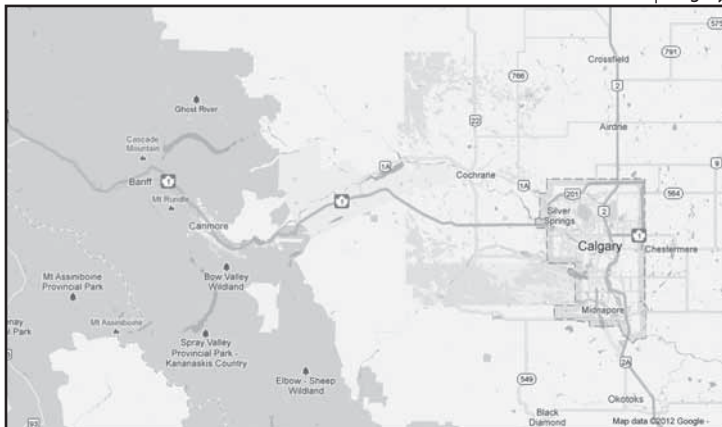 571
791
Crossfield
766
2
Ghost River
22
Airdrie
Cascade
Mountain
1A
9
Cochrane
Banff
1
1A
201
564
Mt Rundle
1
Silver
Springs
2
Canmore
Calgary
1
Chestermere
Mt Assiniboine
Provincial Park
Bow Valley
Wildland
Midnapore
Mt Assiniboine
Spray Valley
Provincial Park -
Kananaskis Country
2A
Elbow - Sheep
Wildland
549
Okotoks
93
Black
Diamond
Map data ©2012 Google -